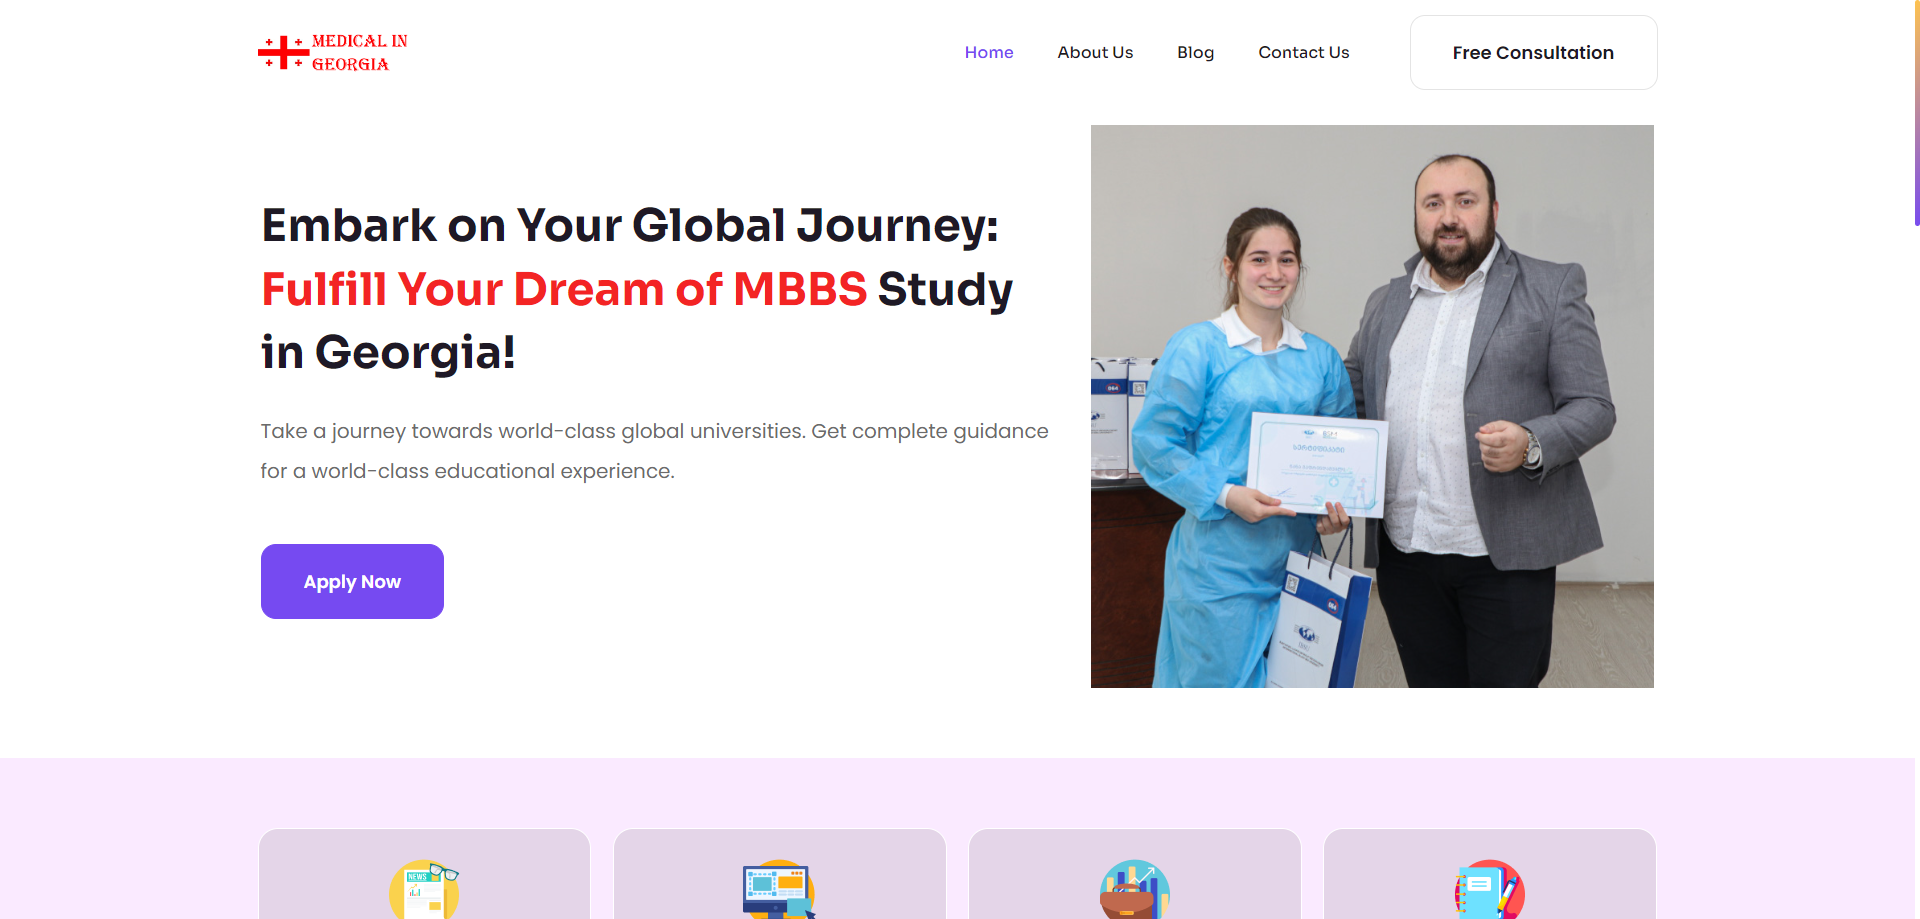 MEDICAL IN
GEORGIA
Home
About Us
Blog
Contact Us
Free Consultation
Embark on Your Global Journey:
Fulfill Your Dream of MBBS Study
in Georgia!
Take a journey towards world-class global universities. Get complete guidance
for a world-class educational experience.
Apply Now
სერტიფიკატი
NEWS